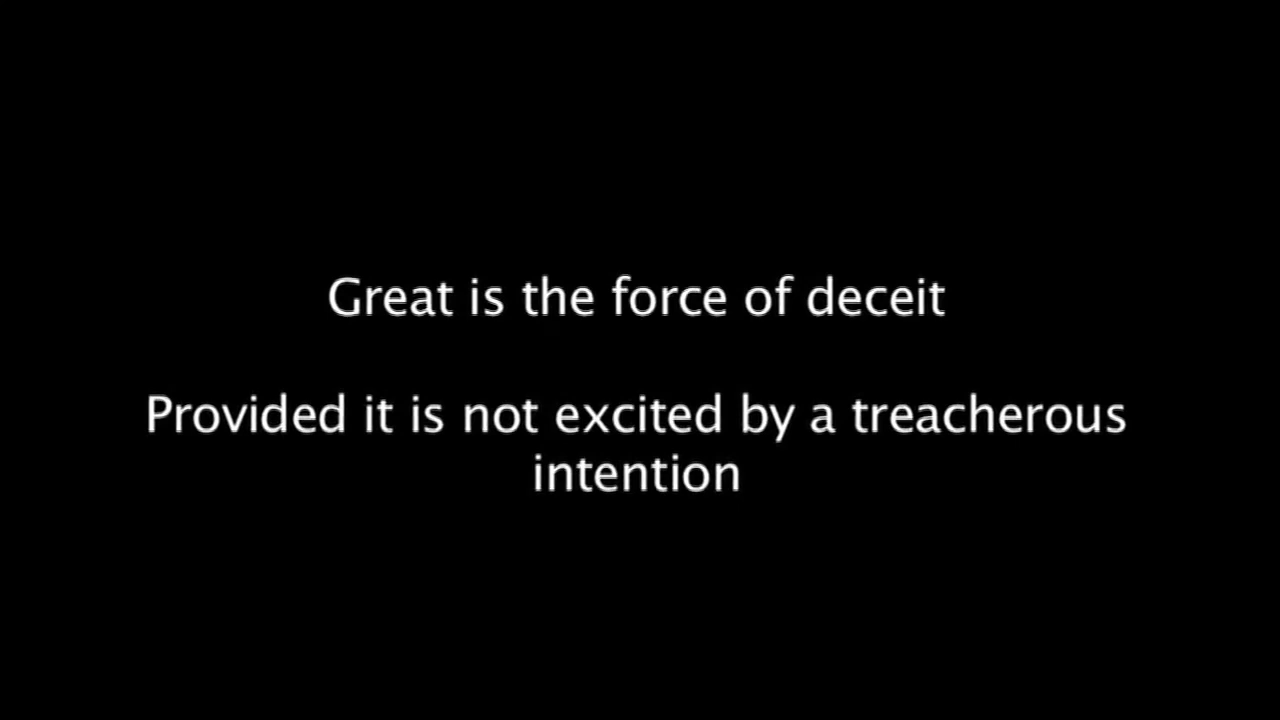 Great is the force of deceit
Provided it is not excited by a treacherous
intention